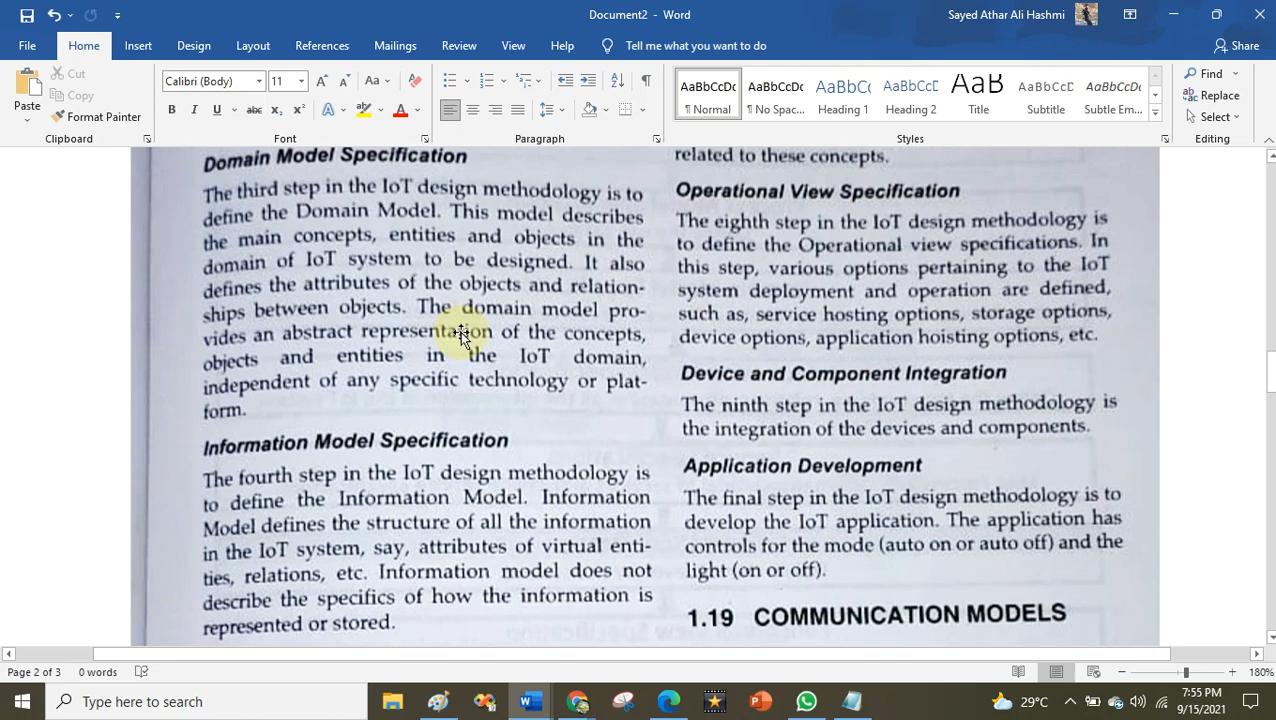 Document2 - Word
Sayed Athar Ali Hashmi
File Home Insert Design Layout References Mailings Review View Help Tell me what you want to do Share
Paste
Cut
Copy
Format Painter
Calibri (Body) 11
Clipboard
Font
Paragraph
AaBbCcDc
¶ Normal
AaBbCcDc
¶ No Spac...
AaBbCc
Heading 1
AaBbCcD
Heading 2
AaB
Title
AaBbCcD
Subtitle
AaBbCcDc
Subtle Em...
Styles
Find
Replace
Select
Editing
Domain Model Specification
The third step in the IoT design methodology is to
define the Domain Model. This model describes
the main concepts, entities and objects in the
domain of IoT system to be designed. It also
defines the attributes of the objects and relation-
ships between objects. The domain model pro-
vides an abstract representation of the concepts,
objects and entities in the IoT domain,
independent of any specific technology or plat-
form.
Information Model Specification
The fourth step in the IoT design methodology is
to define the Information Model. Information
Model defines the structure of all the information
in the IoT system, say, attributes of virtual enti-
ties, relations, etc. Information model does not
describe the specifics of how the information is
represented or stored.
related to these concepts.
Operational View Specification
The eighth step in the IoT design methodology is
to define the Operational view specifications. In
this step, various options pertaining to the IoT
system deployment and operation are defined,
such as, service hosting options, storage options,
device options, application hoisting options, etc.
Device and Component Integration
The ninth step in the IoT design methodology is
the integration of the devices and components.
Application Development
The final step in the IoT design methodology is to
develop the IoT application. The application has
controls for the mode (auto on or auto off) and the
light (on or off).
1.19 COMMUNICATION MODELS
Page 2 of 3 0 words
180%
Type here to search
29°C
7:55 PM
9/15/2021